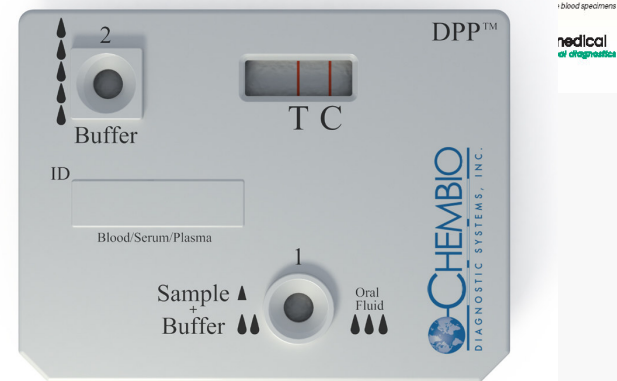 blood specimens
medical
diagnostics
2
DPP™
T C
Buffer
ID
Blood/Serum/Plasma
1
Sample
+
Buffer
Oral
Fluid
CHEMBIO
DIAGNOSTIC SYSTEMS, INC.